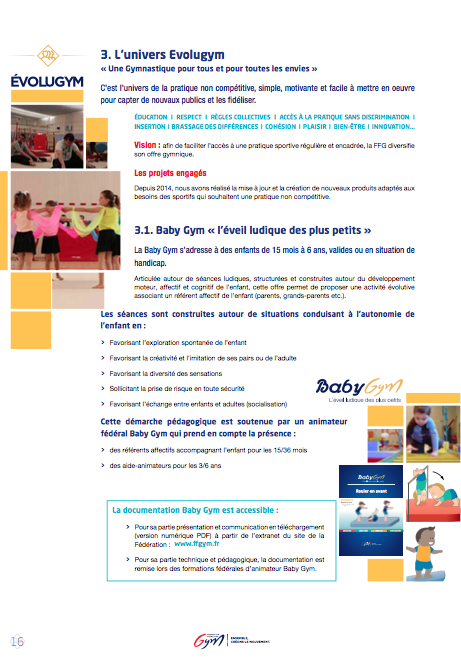 ÉVOLUGYM
3. L'univers Evolugym
« Une Gymnastique pour tous et pour toutes les envies »
C'est l'univers de la pratique non compétitive, simple, motivante et facile à mettre en oeuvre
pour capter de nouveaux publics et les fidéliser.
ÉDUCATION I RESPECT I RÈGLES COLLECTIVES I ACCÈS À LA PRATIQUE SANS DISCRIMINATION I
INSERTION I BRASSAGE DES DIFFÉRENCES I COHÉSION I PLAISIR I BIEN-ÊTRE I INNOVATION...
Vision : afin de faciliter l'accès à une pratique sportive régulière et encadrée, la FFG diversifie
son offre gymnique.
Les projets engagés
Depuis 2014, nous avons réalisé la mise à jour et la création de nouveaux produits adaptés aux
besoins des sportifs qui souhaitent une pratique non compétitive.
3.1. Baby Gym « l'éveil ludique des plus petits »
La Baby Gym s'adresse à des enfants de 15 mois à 6 ans, valides ou en situation de
handicap.
Articulée autour de séances ludiques, structurées et construites autour du développement
moteur, affectif et cognitif de l'enfant, cette offre permet de proposer une activité évolutive
associant un référent affectif de l'enfant (parents, grands-parents etc.).
Les séances sont construites autour de situations conduisant à l'autonomie de
l'enfant en :
> Favorisant l'exploration spontanée de l'enfant
> Favorisant la créativité et l'imitation de ses pairs ou de l'adulte
> Favorisant la diversité des sensations
> Sollicitant la prise de risque en toute sécurité
> Favorisant l'échange entre enfants et adultes (socialisation)
BabyGym
L'éveil ludique des plus petits
Cette démarche pédagogique est soutenue par un animateur
fédéral Baby Gym qui prend en compte la présence :
> des référents affectifs accompagnant l'enfant pour les 15/36 mois
> des aide-animateurs pour les 3/6 ans
BabyGym
Rouler en avant
La documentation Baby Gym est accessible :
> Pour sa partie présentation et communication en téléchargement
(version numérique PDF) à partir de l'extranet du site de la
Fédération : www.ffgym.fr
> Pour sa partie technique et pédagogique, la documentation est
remise lors des formations fédérales d'animateur Baby Gym.
16
Gym
ENSEMBLE,
CRÉONS LE MOUVEMENT.